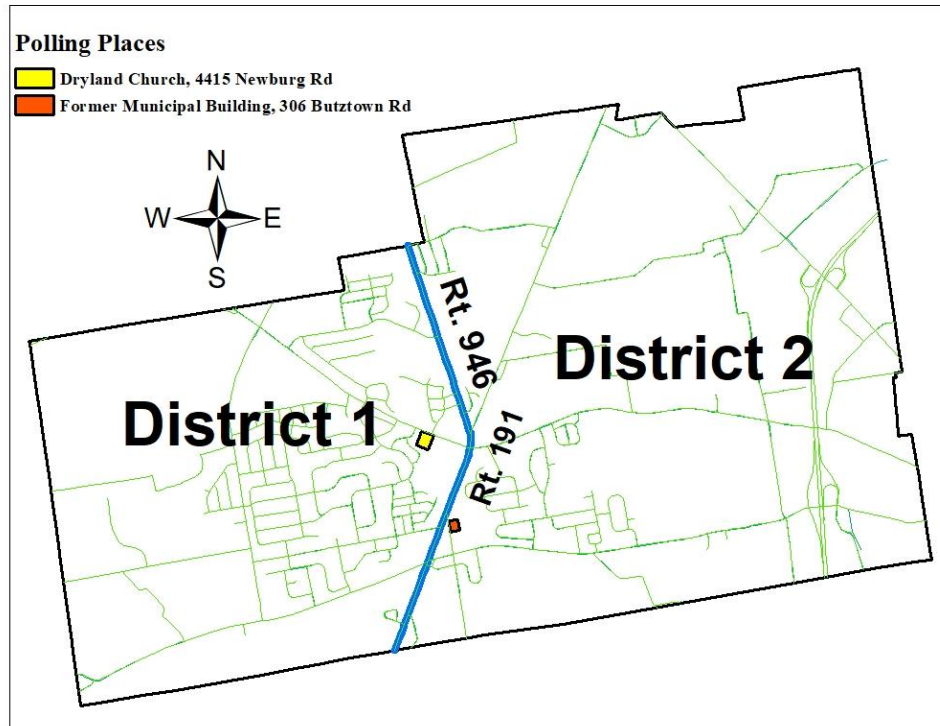 Polling Places
Dryland Church, 4415 Newburg Rd
Former Municipal Building, 306 Butztown Rd
N
W E
S
Rt. 946
District 2
District 1
Rt. 191